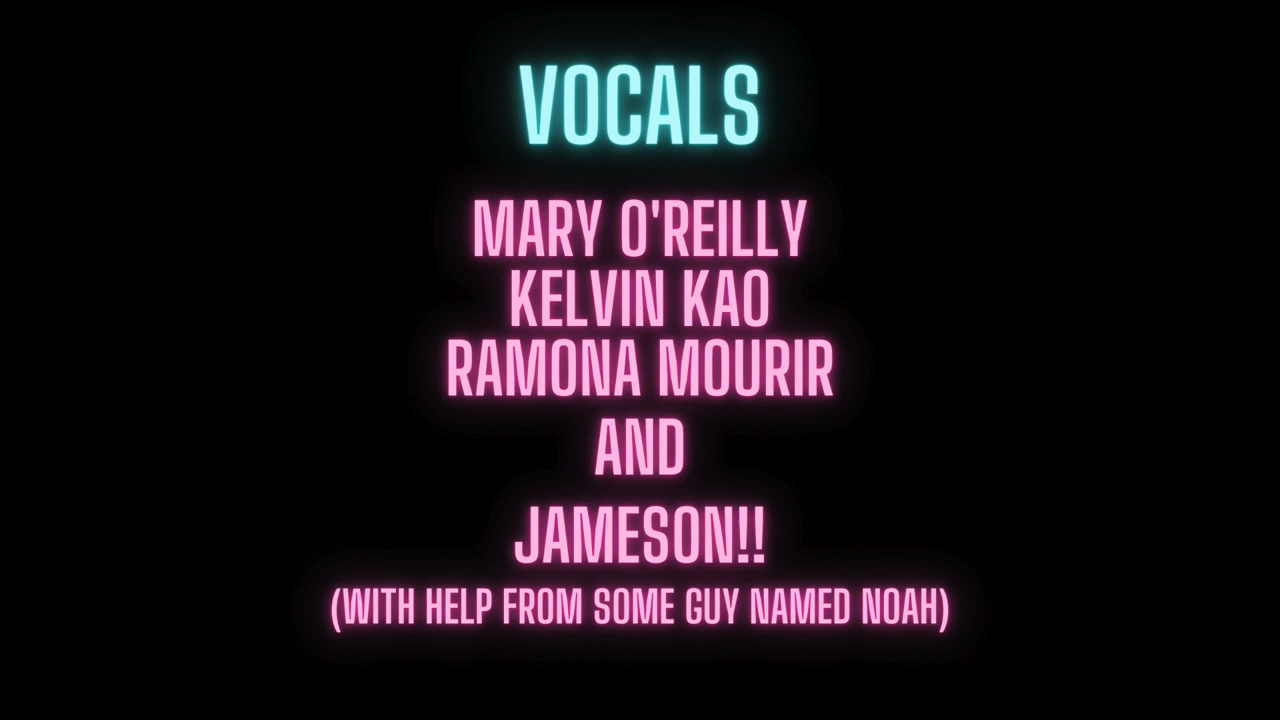 VOCALS
MARY O'REILLY
KELVIN KAO
RAMONA MOURIR
AND
JAMESON!!
(WITH HELP FROM SOME GUY NAMED NOAH)